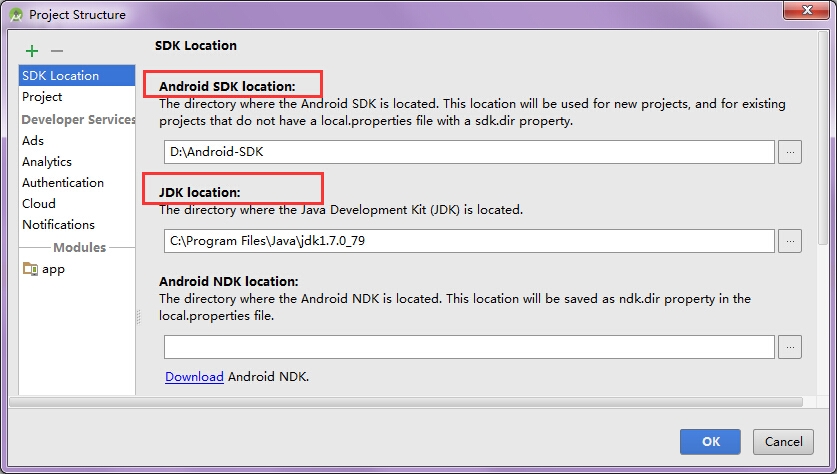 Project Structure
SDK Location
Project
Developer Services
Ads
Analytics
Authentication
Cloud
Notifications
Modules
app
SDK Location
Android SDK location:
The directory where the Android SDK is located. This location will be used for new projects, and for existing
projects that do not have a local.properties file with a sdk.dir property.
D:\Android-SDK
...
JDK location:
The directory where the Java Development Kit (JDK) is located.
C:\Program Files\Java\jdk1.7.0_79
...
Android NDK location:
The directory where the Android NDK is located. This location will be saved as ndk.dir property in the
local.properties file.
...
Download Android NDK.
OK
Cancel